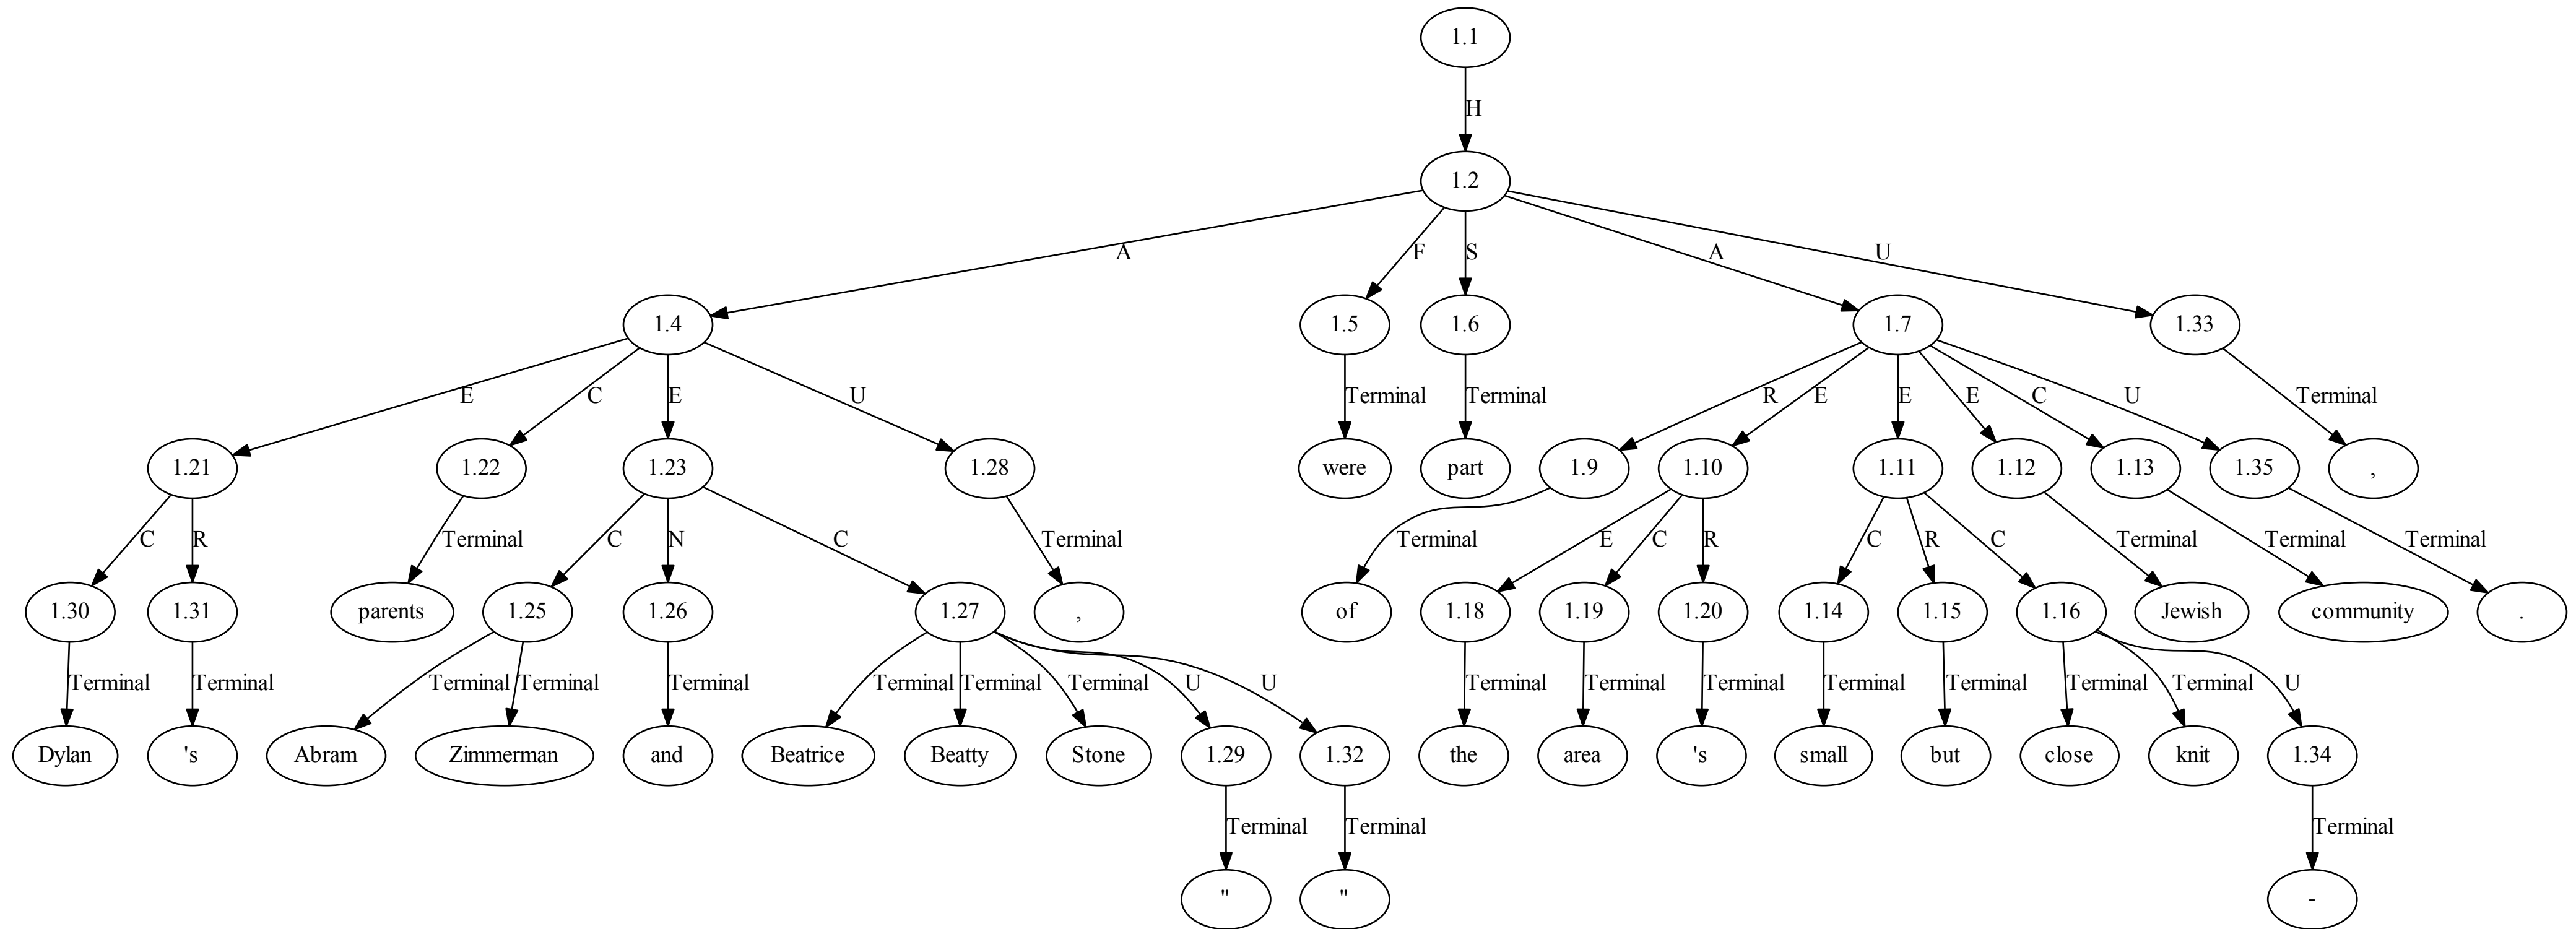 1.1
H
1.2
A F S A U
1.4 1.5 1.6 1.7 1.33
E C E U Terminal Terminal R E E E C U Terminal
1.21 1.22 1.23 1.28 were part 1.9 1.10 1.11 1.12 1.13 1.35 ,
C R Terminal C N C Terminal Terminal E C R C R C Terminal Terminal Terminal
1.30 1.31 parents 1.25 1.26 1.27 , of 1.18 1.19 1.20 1.14 1.15 1.16 Jewish community .
Terminal Terminal Terminal Terminal Terminal Terminal Terminal Terminal U U Terminal Terminal Terminal Terminal Terminal Terminal Terminal U
Dylan 's Abram Zimmerman and Beatrice Beatty Stone 1.29 1.32 the area 's small but close knit 1.34
Terminal Terminal Terminal
" " -